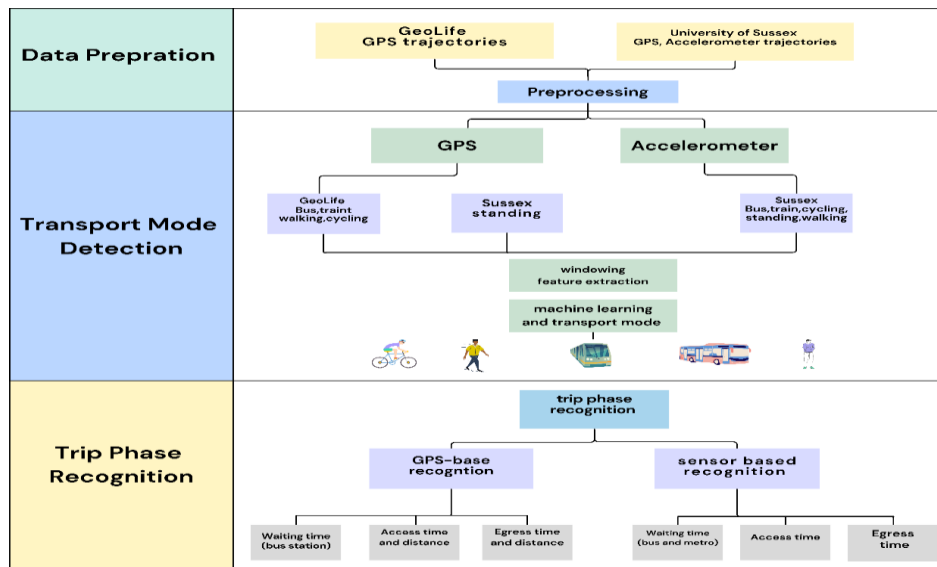 Data Prepration
GeoLife
GPS trajectories
University of Sussex
GPS, Accelerometer trajectories
Preprocessing
Transport Mode
Detection
GPS
Accelerometer
GeoLife
Bus,traint
walking,cycling
Sussex
standing
Sussex
Bus,train,cycling,
standing,walking
windowing
feature extraction
machine learning
and transport mode
Trip Phase
Recognition
trip phase
recognition
GPS-base
recogntion
sensor based
recognition
Waiting time
(bus station)
Access time
and distance
Egress time
and distance
Waiting time
(bus and metro)
Access time
Egress
time